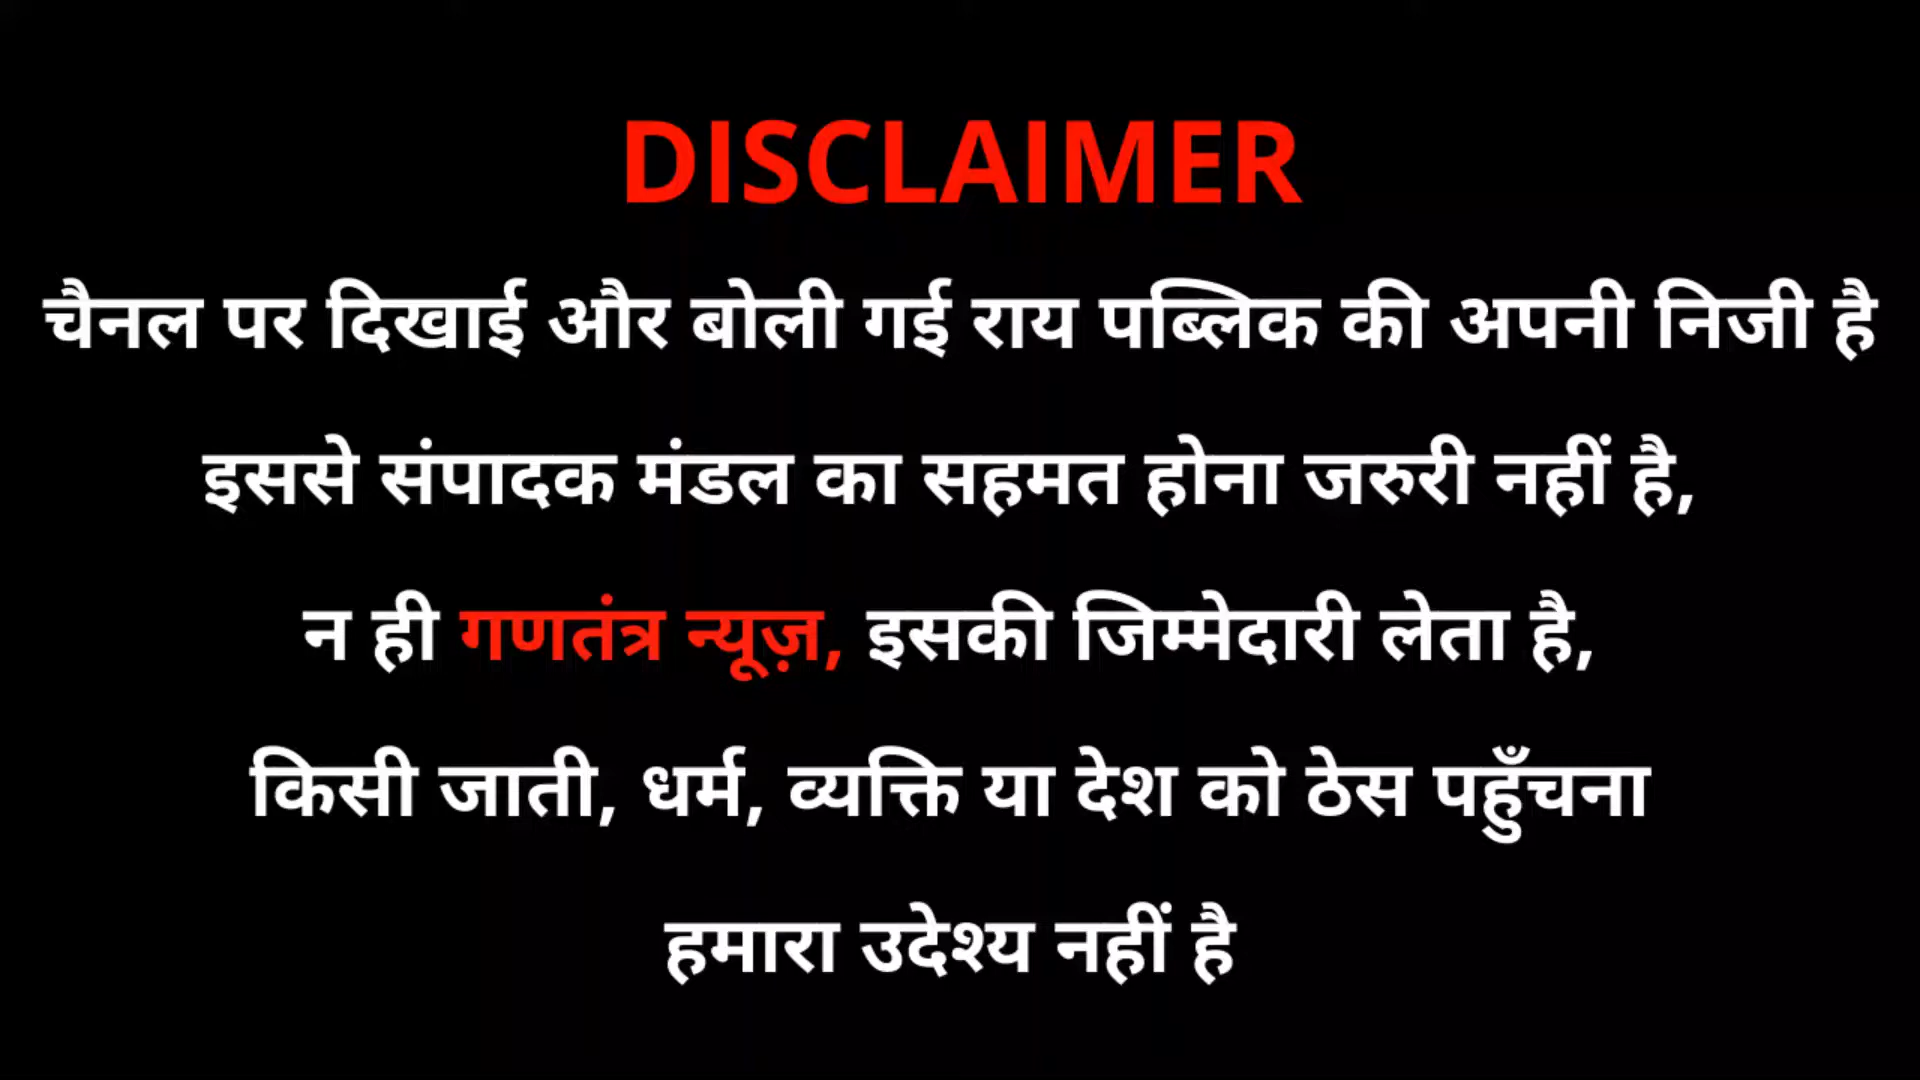 DISCLAIMER
चैनल पर दिखाई और बोली गई राय पब्लिक की अपनी निजी है
इससे संपादक मंडल का सहमत होना जरुरी नहीं है,
न ही गणतंत्र न्यूज़, इसकी जिम्मेदारी लेता है,
किसी जाती, धर्म, व्यक्ति या देश को ठेस पहुँचना
हमारा उदेश्य नहीं है